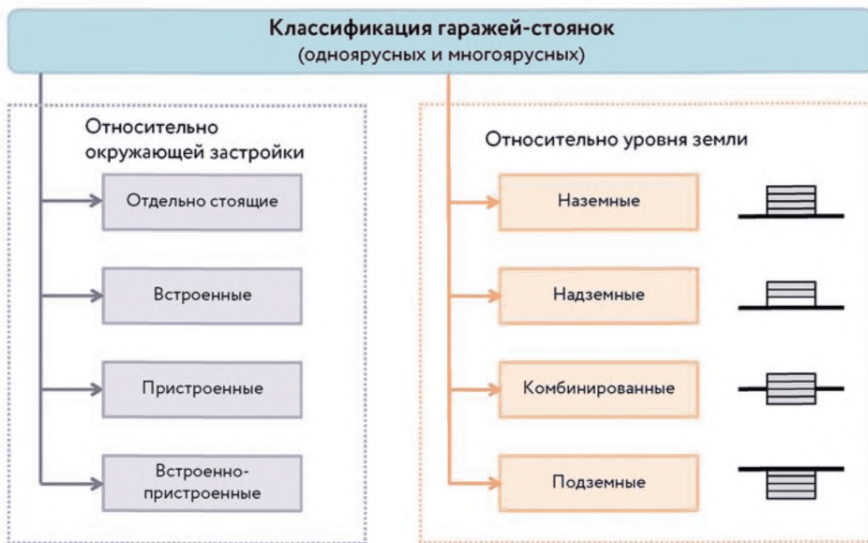 Классификация гаражей-стоянок
(одноярусных и многоярусных)
Относительно
окружающей застройки
Отдельно стоящие
Встроенные
Пристроенные
Встроенно-
пристроенные
Относительно уровня земли
Наземные
Надземные
Комбинированные
Подземные